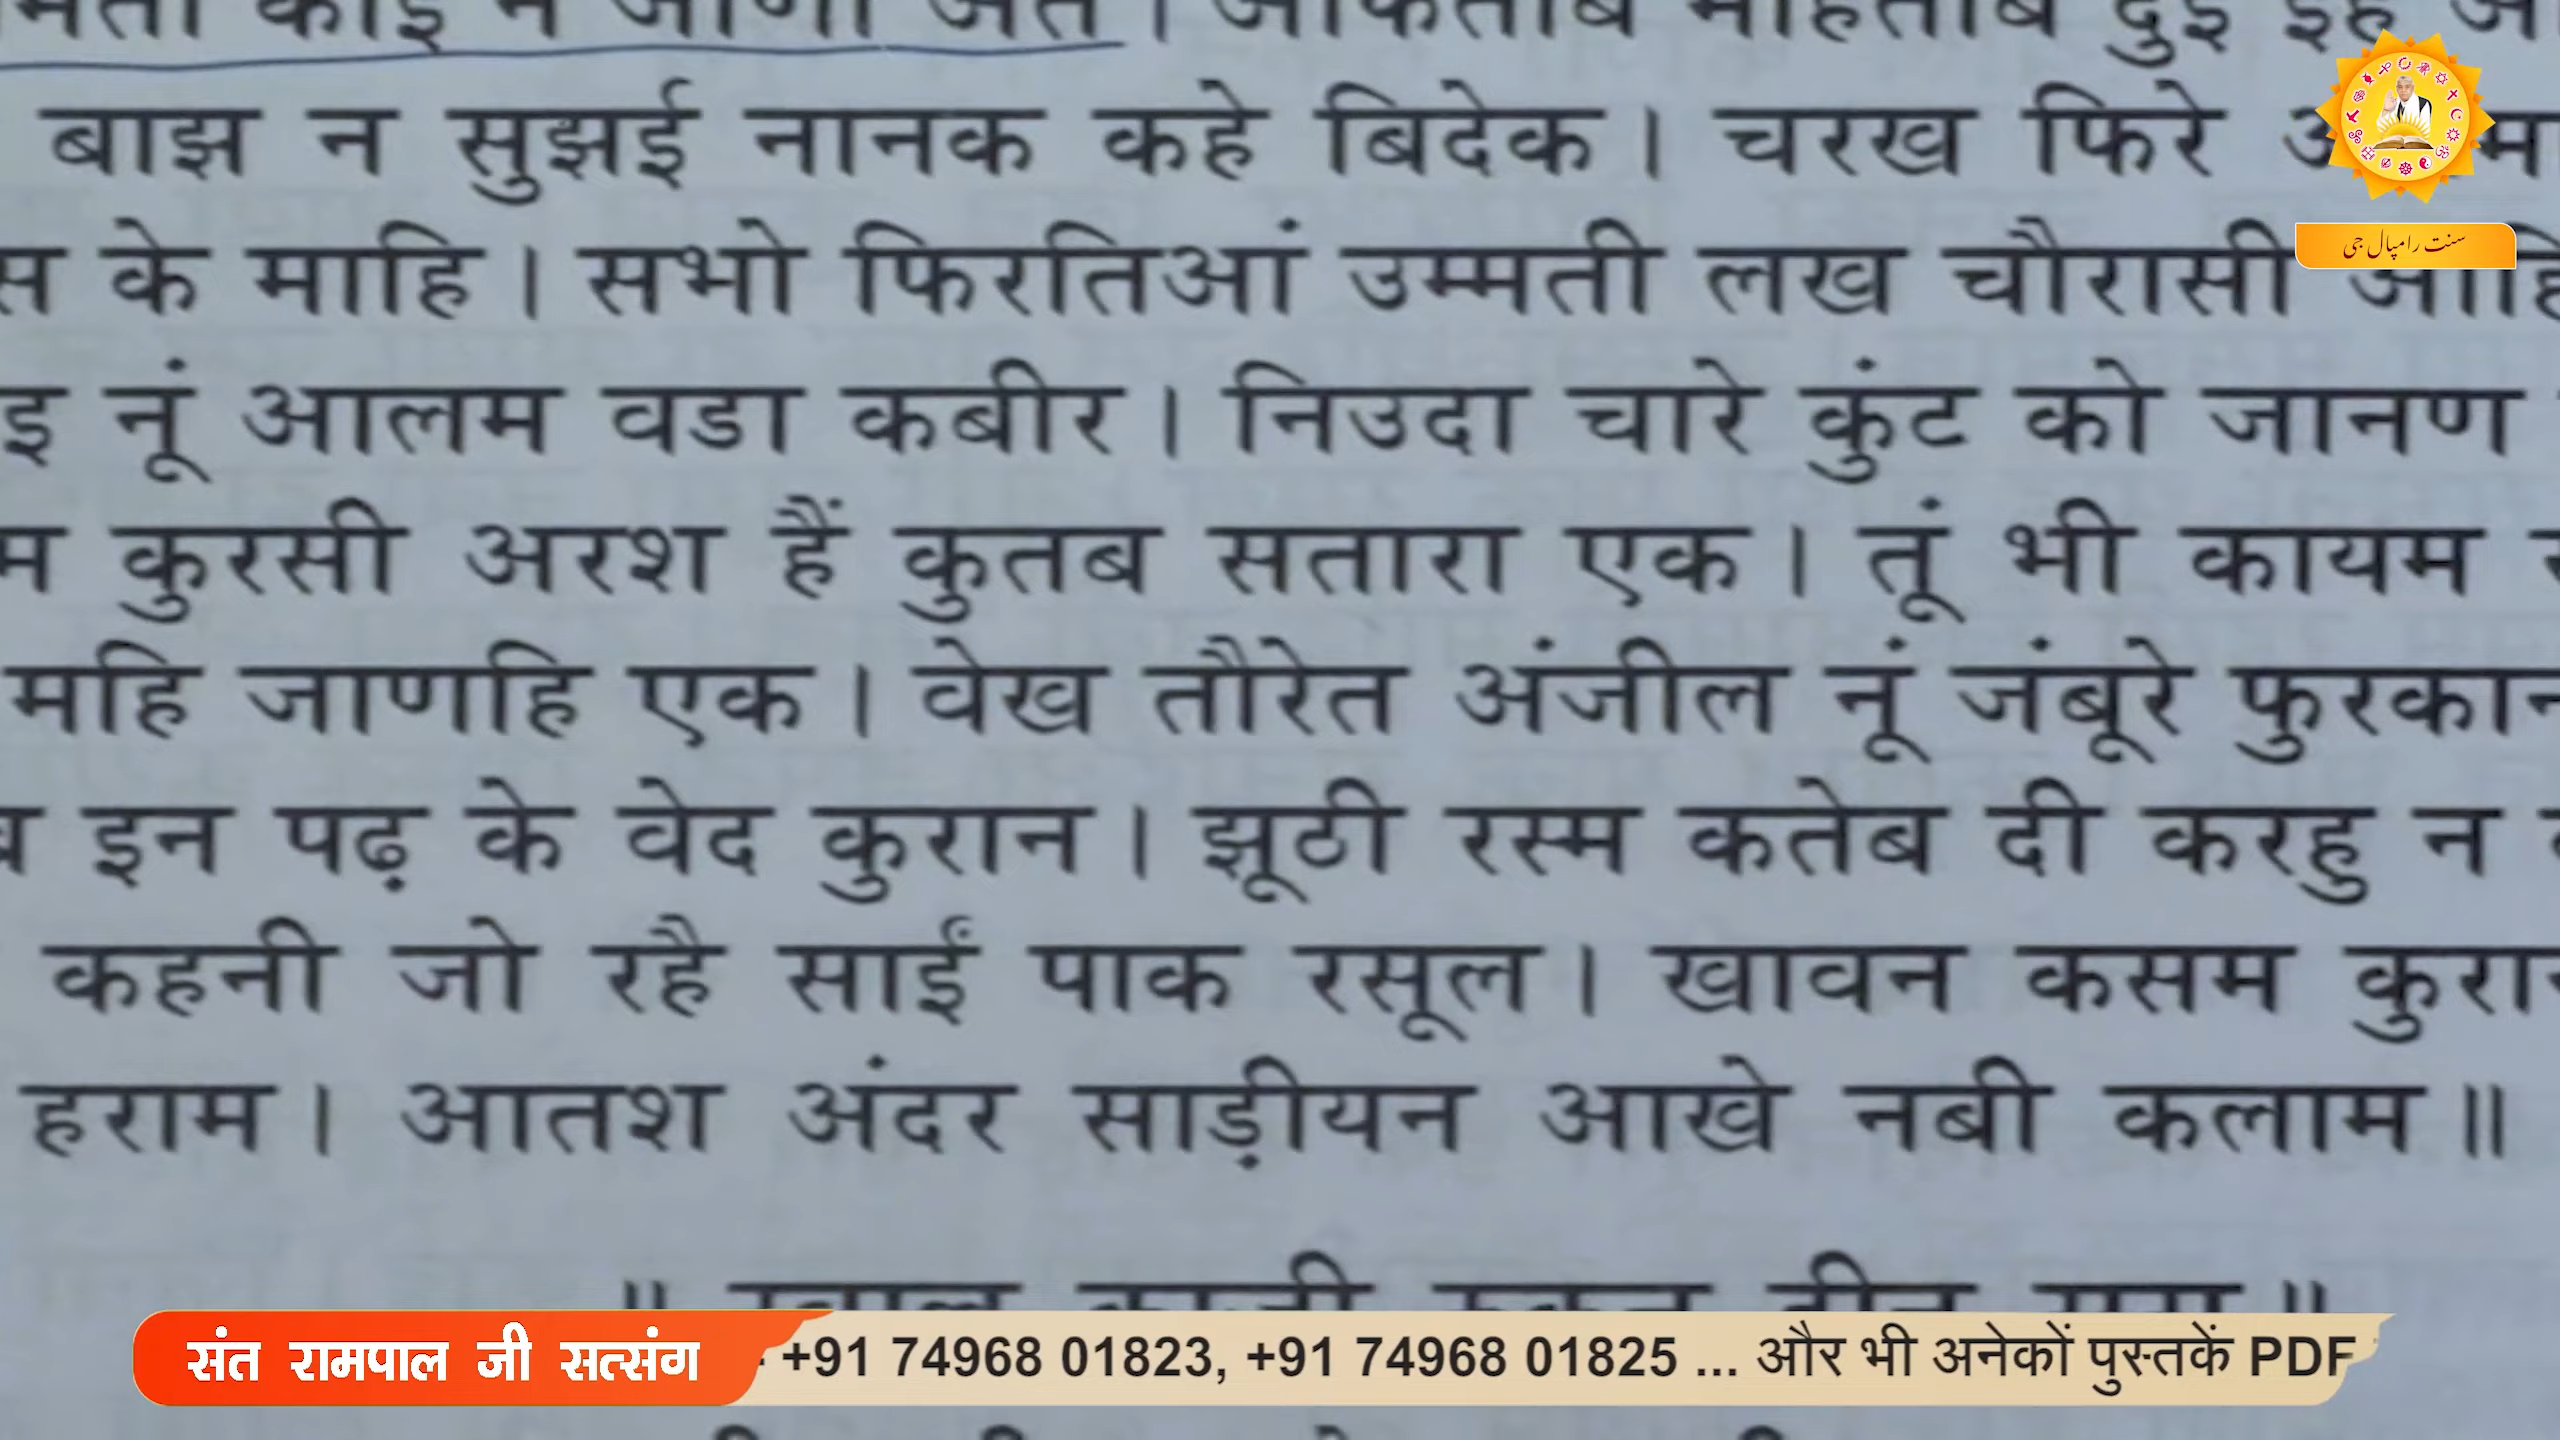 न सुझई नानक कहे बिदेक । चरख फिरे
के माहि । सभो फिरतिआं उम्मती लख चौरासी
नूं आलम वडा कबीर । निउदा चारे कुंट को जानण
कुरसी अरश हैं कुतब सतारा एक । तूं भी कायम
महि जाणहि एक । वेख तौरेत अंजील नूं जंबूरे फुरकान
इन पढ़ के वेद कुरान । झूठी रस्म कतेब दी करहु न
कहनी जो रहै साईं पाक रसूल । खावन कसम
हराम । आतश अंदर साड़ीयन आखे नबी कलाम ॥
سنت رامپال جی
संत रामपाल जी सत्संग
+91 74968 01823, +91 74968 01825 ... और भी अनेकों पुस्तकें PDF